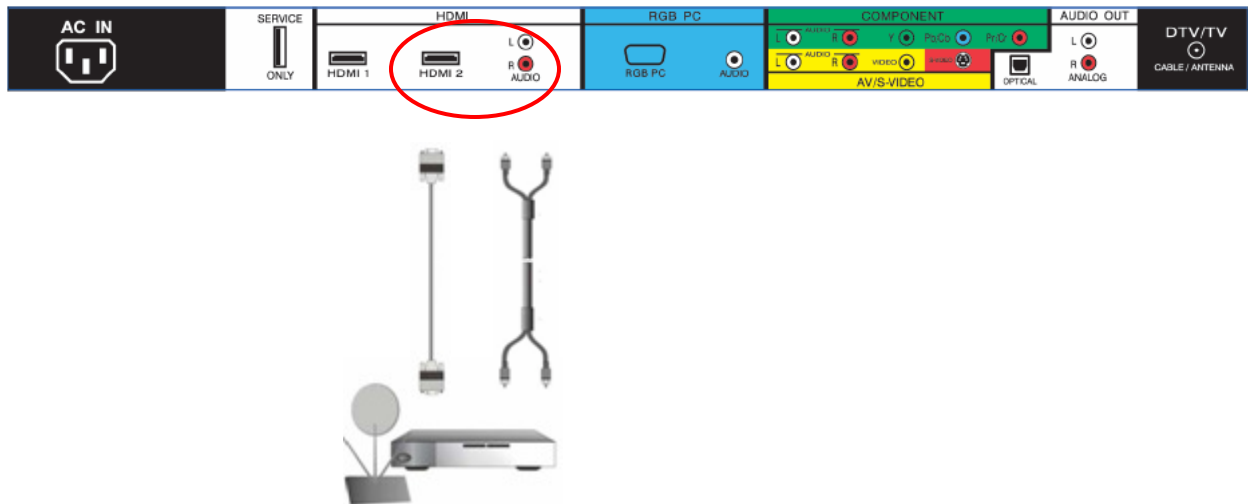 AC IN
SERVICE
ONLY
HDMI
HDMI 1
HDMI 2
L
R
AUDIO
RGB PC
RGB PC
AUDIO
COMPONENT
L AUDIO R Y Pb/Cb Pr/Cr
L AUDIO R VIDEO
AV/S-VIDEO
OPTICAL
AUDIO OUT
L
R
ANALOG
DTV/TV
CABLE / ANTENNA